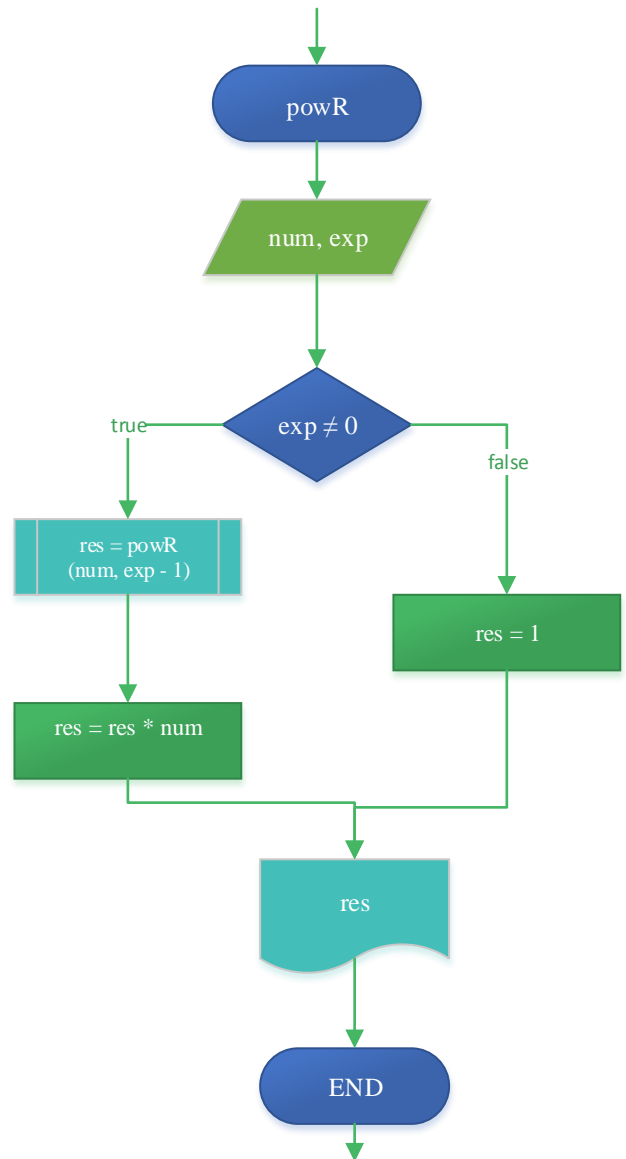 powR
num, exp
exp ≠ 0
true
false
res = powR
(num, exp - 1)
res = 1
res = res * num
res
END